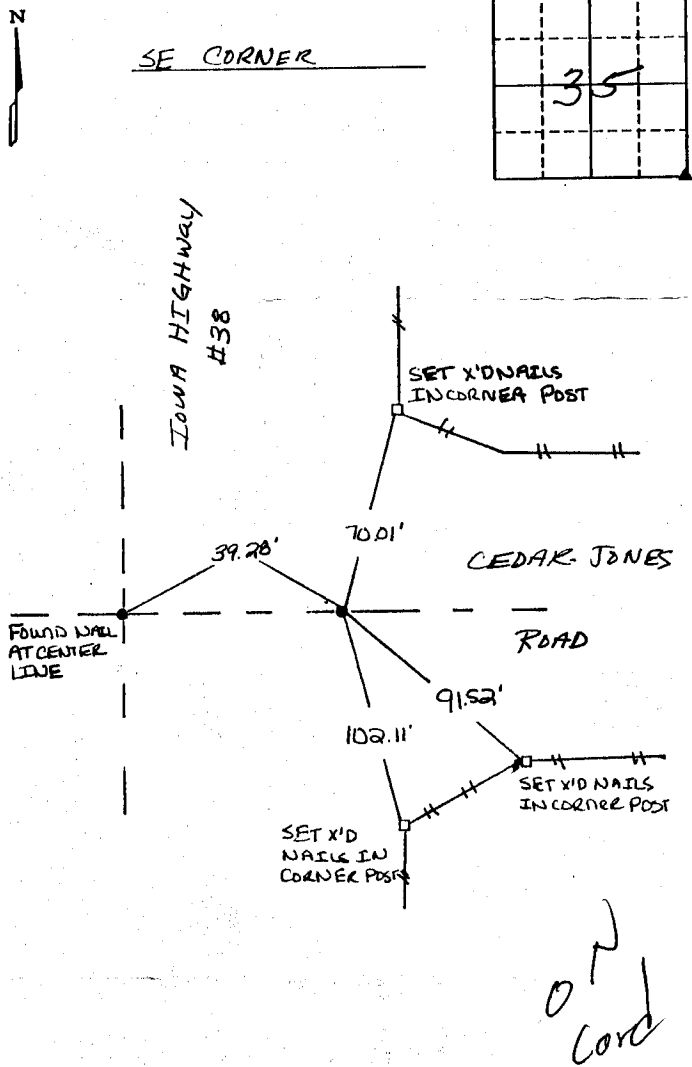 N
SE CORNER
35
IOWA HIGHWAY
#38
SET X'D NAILS
IN CORNER POST
70.01'
39.28'
CEDAR-JONES
ROAD
FOUND NAIL
AT CENTER
LINE
91.52'
102.11'
SET X'D NAILS
IN CORNER POST
SET X'D
NAILS IN
CORNER POST
ON
Card